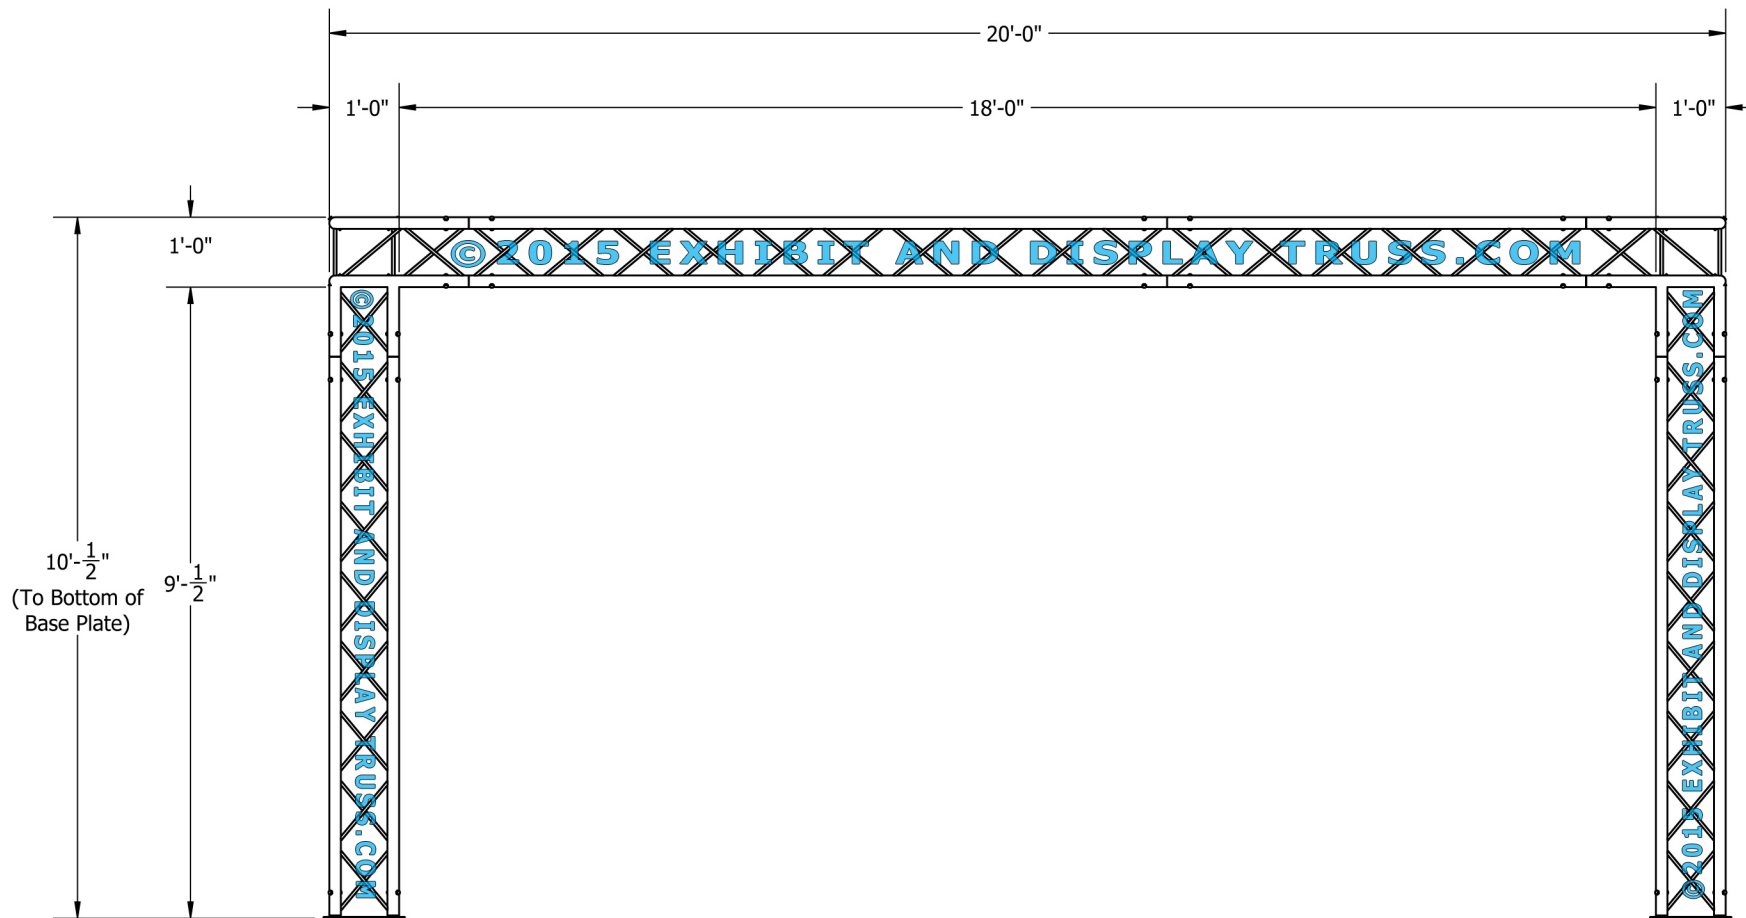 20'-0"
1'-0" 18'-0" 1'-0"
1'-0"
©2015 EXHIBIT AND DISPLAY TRUSS.COM
©2015 EXHIBIT AND DISPLAY TRUSS.COM
©2015 EXHIBIT AND DISPLAY TRUSS.COM
10'-1/2"
(To Bottom of
Base Plate)
9'-1/2"